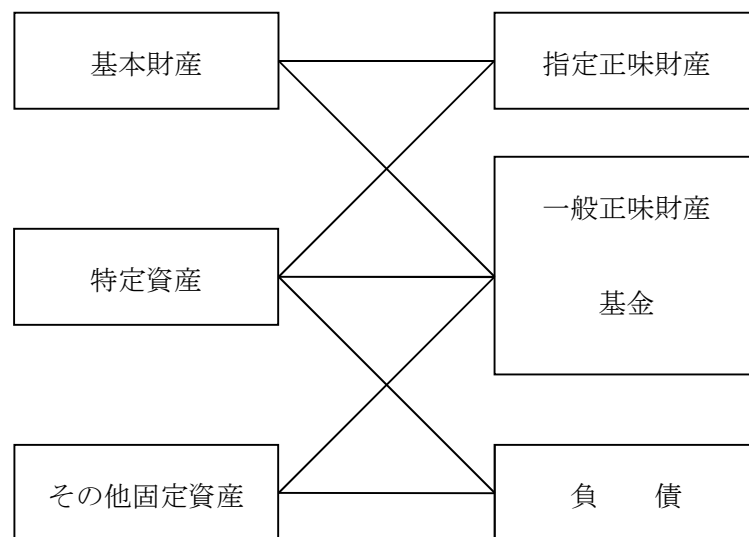 基本財産
指定正味財産
一般正味財産
特定資産
基金
その他固定資産
負　　債